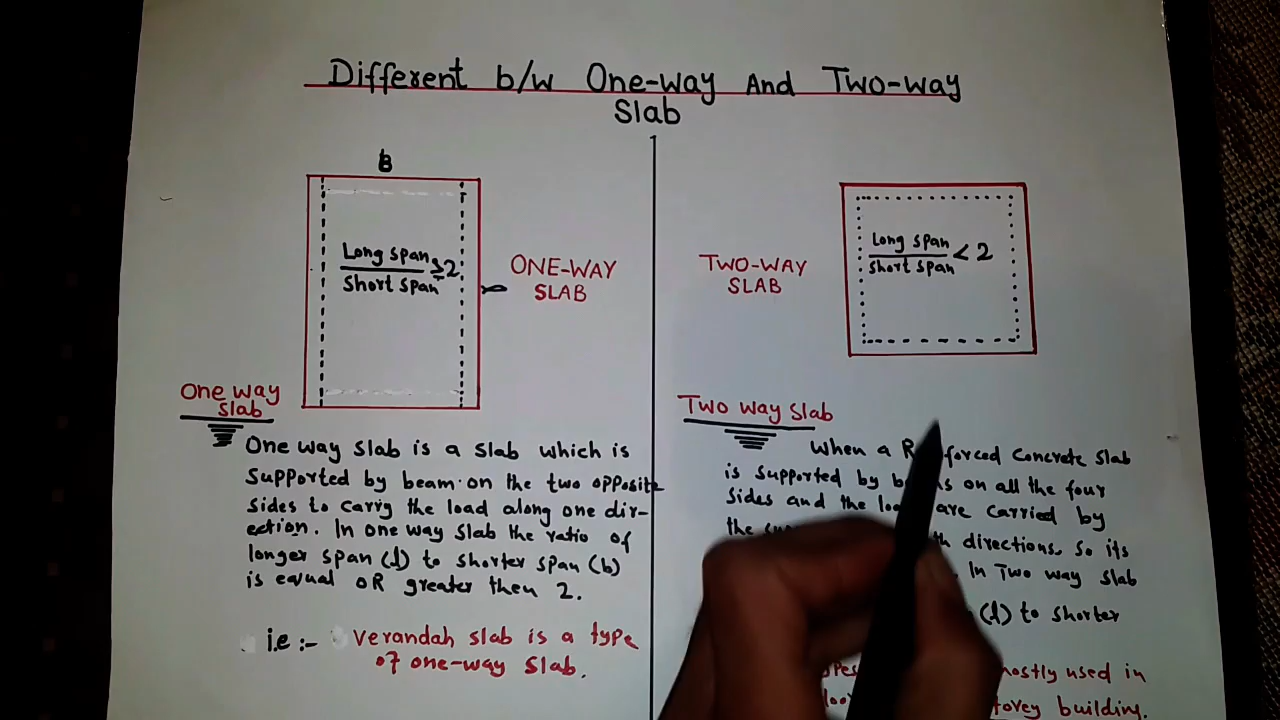 Different b/w One-way And Two-way
Slab
B
Long span
Short span
≥2
ONE-WAY
SLAB
TWO-WAY
SLAB
Long span
Short span
< 2
One way
slab
One way slab is a slab which is
supported by beam on the two opposite
sides to carry the load along one dir-
ection. In one way slab the ratio of
longer span (l) to shorter span (b)
is equal OR greater then 2.
i.e :- Verandah slab is a type
of one-way slab.
Two way slab
When a Concrete slab
is supported by on all the four
sides and the are carried by
the directions. So its
In Two way slab
(l) to shorter
mostly used in
building.